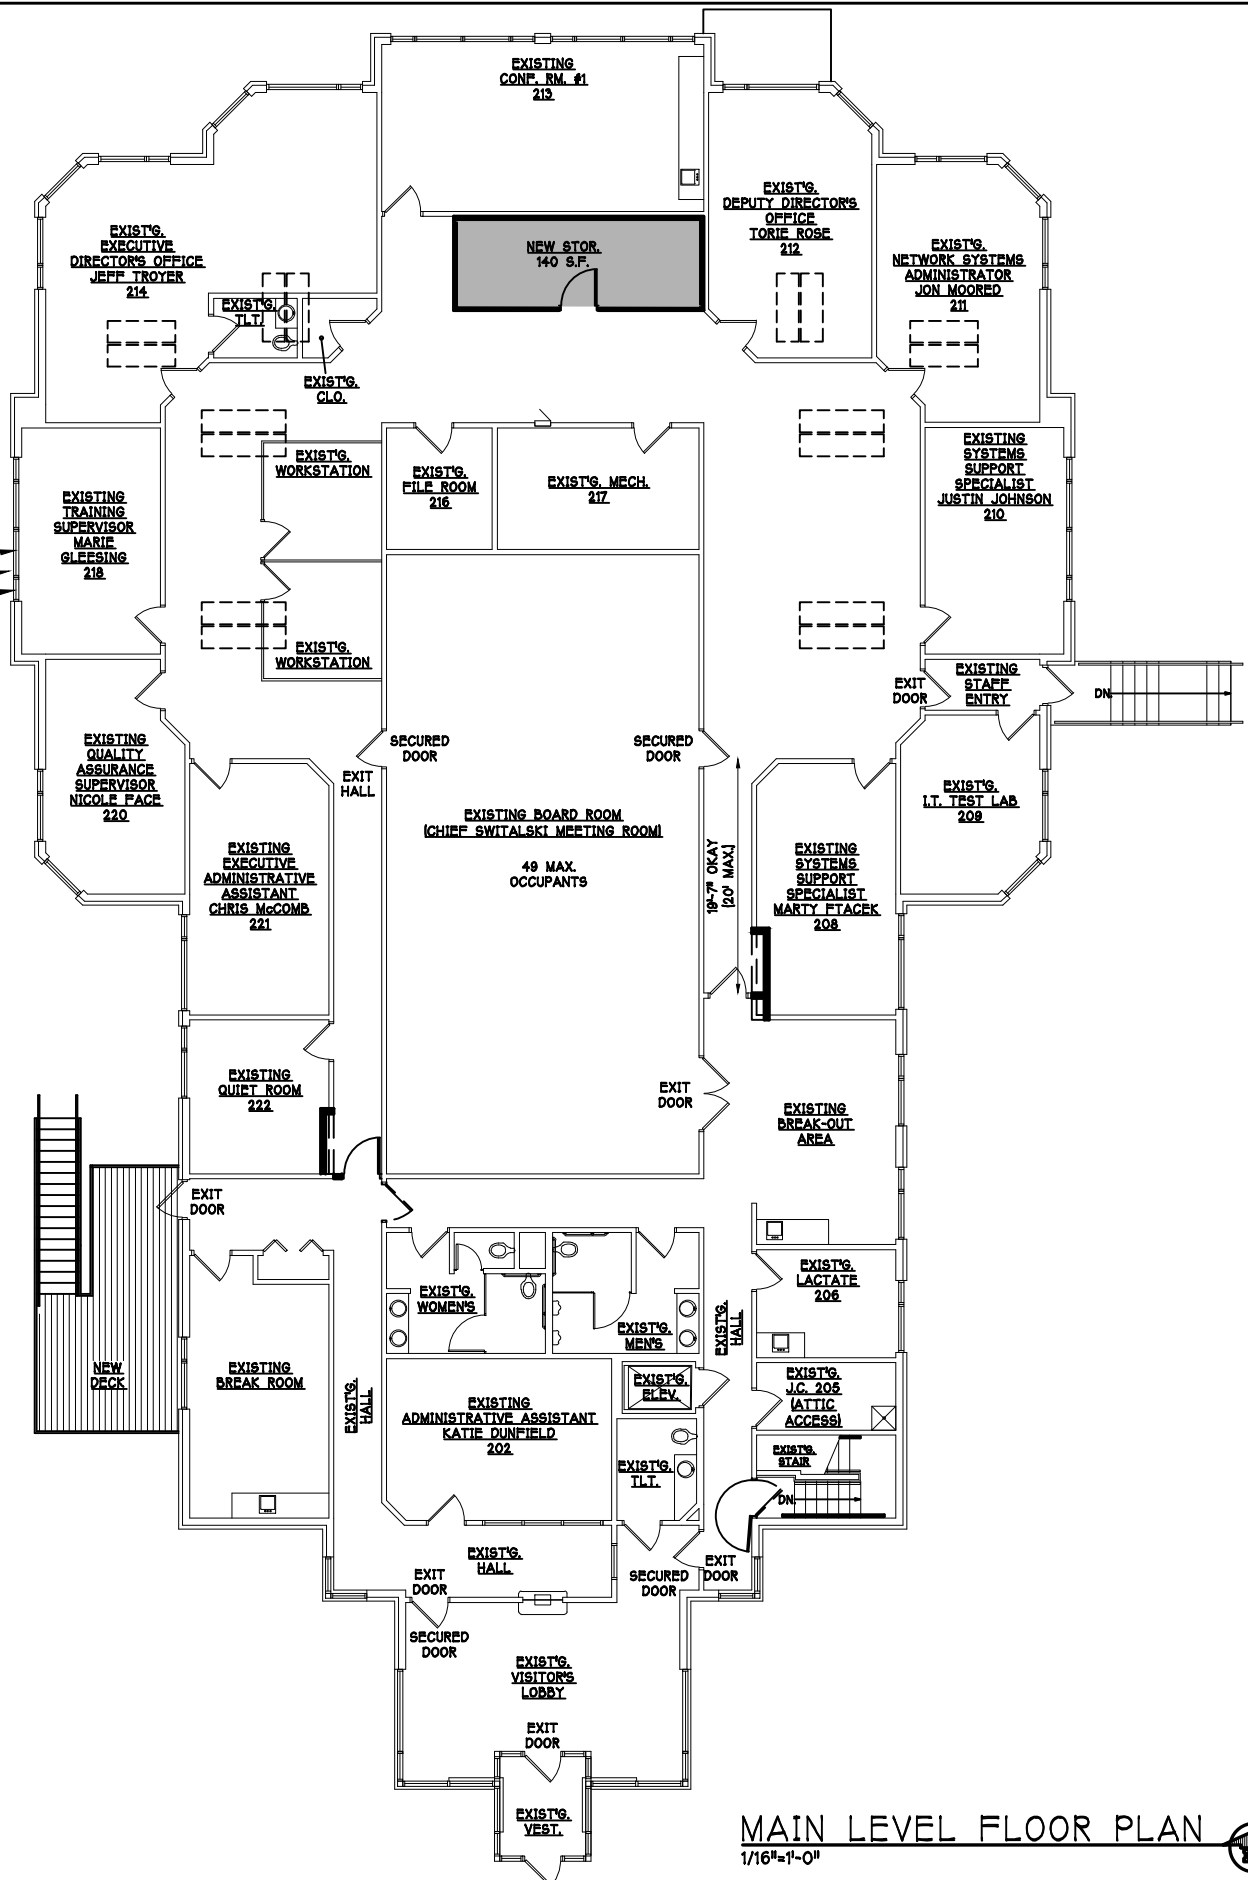 EXISTING
CONF. RM. #1
213
EXIST'G.
DEPUTY DIRECTOR'S
OFFICE
TORIE ROSE
212
EXIST'G.
EXECUTIVE
DIRECTOR'S OFFICE
JEFF TROYER
214
NEW STOR.
140 S.F.
EXIST'G.
NETWORK SYSTEMS
ADMINISTRATOR
JON MOORED
211
EXIST'G.
TLT.
EXIST'G.
CLO.
EXIST'G.
WORKSTATION
EXIST'G.
FILE ROOM
216
EXIST'G. MECH.
217
EXISTING
SYSTEMS
SUPPORT
SPECIALIST
JUSTIN JOHNSON
210
EXISTING
TRAINING
SUPERVISOR
MARIE
GLEESING
218
EXIST'G.
WORKSTATION
EXIT
DOOR
EXISTING
STAFF
ENTRY
DN.
EXISTING
QUALITY
ASSURANCE
SUPERVISOR
NICOLE FACE
220
SECURED
DOOR
SECURED
DOOR
EXIT
HALL
EXIST'G.
I.T. TEST LAB
209
EXISTING BOARD ROOM
(CHIEF SWITALSKI MEETING ROOM)
49 MAX.
OCCUPANTS
19'-7" OKAY
(20' MAX.)
EXISTING
EXECUTIVE
ADMINISTRATIVE
ASSISTANT
CHRIS McCOMB
221
EXISTING
SYSTEMS
SUPPORT
SPECIALIST
MARTY FTACEK
208
EXISTING
QUIET ROOM
222
EXIT
DOOR
EXISTING
BREAK-OUT
AREA
EXIT
DOOR
EXIST'G.
WOMEN'S
EXIST'G.
MEN'S
EXIST'G.
HALL
EXIST'G.
LACTATE
206
NEW
DECK
EXISTING
BREAK ROOM
EXIST'G.
HALL
EXISTING
ADMINISTRATIVE ASSISTANT
KATIE DUNFIELD
202
EXIST'G.
ELEV.
EXIST'G.
J.C. 205
(ATTIC
ACCESS)
EXIST'G.
STAIR
EXIST'G.
TLT.
DN.
EXIST'G.
HALL
EXIT
DOOR
SECURED
DOOR
EXIT
DOOR
SECURED
DOOR
EXIST'G.
VISITOR'S
LOBBY
EXIT
DOOR
EXIST'G.
VEST.
MAIN LEVEL FLOOR PLAN
1/16"=1'-0"